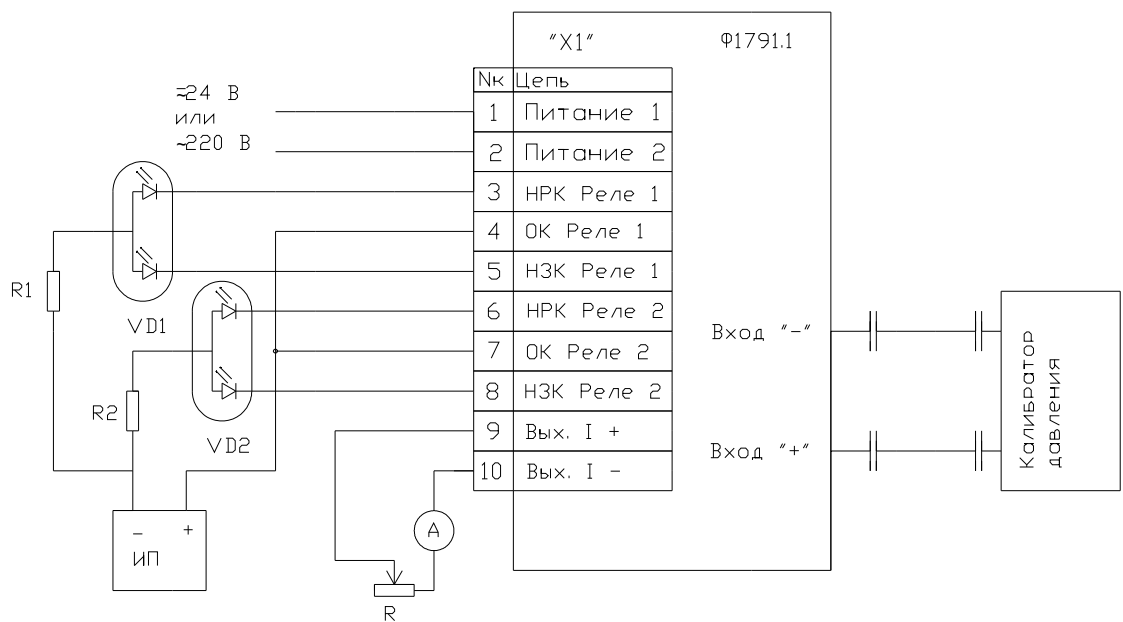 "X1"
Ф1791.1
Nк Цепь
1 Питание 1
2 Питание 2
3 НРК Реле 1
4 ОК Реле 1
5 НЗК Реле 1
6 НРК Реле 2
7 ОК Реле 2
8 НЗК Реле 2
9 Вых. I +
10 Вых. I -
≂24 В
или
~220 В
R1
VD1
R2
VD2
- +
ИП
A
R
Вход "-"
Вход "+"
Калибратор
давления